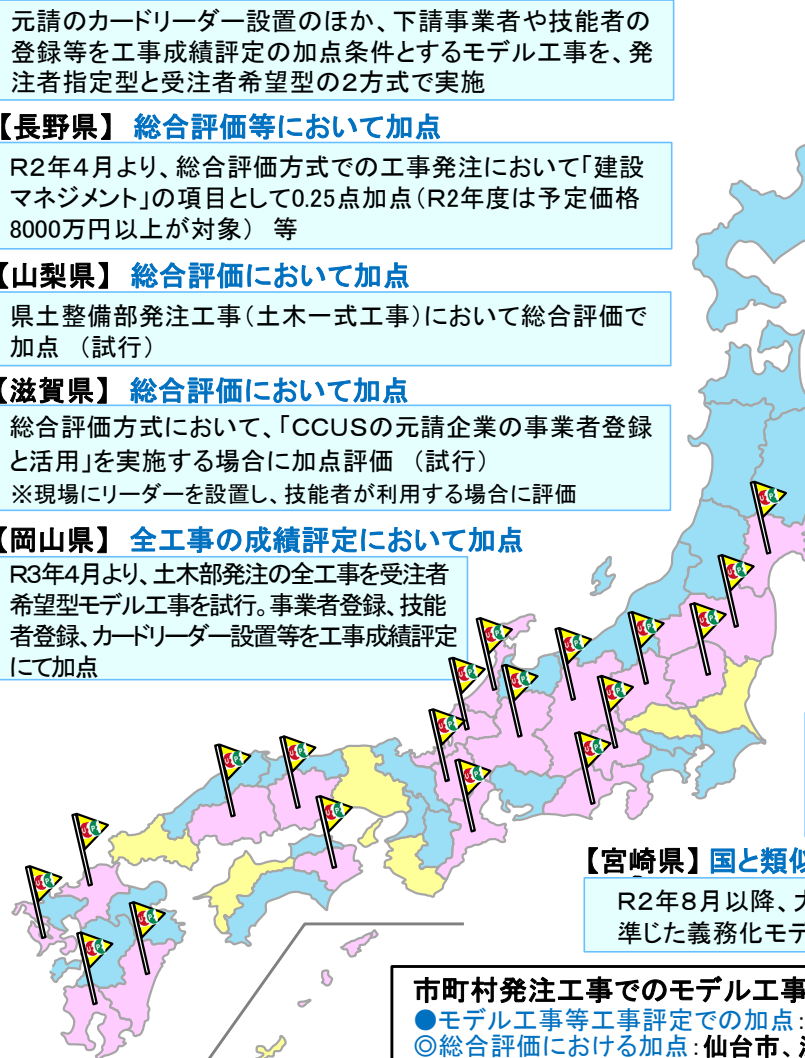 元請のカードリーダー設置のほか、下請事業者や技能者の
登録等を工事成績評定の加点条件とするモデル工事を、発
注者指定型と受注者希望型の2方式で実施
【長野県】 総合評価等において加点
R2年4月より、総合評価方式での工事発注において「建設
マネジメント」の項目として0.25点加点（R2年度は予定価格
8000万円以上が対象） 等
【山梨県】 総合評価において加点
県土整備部発注工事（土木一式工事）において総合評価で
加点 （試行）
【滋賀県】 総合評価において加点
総合評価方式において、「CCUSの元請企業の事業者登録
と活用」を実施する場合に加点評価 （試行）
※現場にリーダーを設置し、技能者が利用する場合に評価
【岡山県】 全工事の成績評定において加点
R3年4月より、土木部発注の全工事を受注者
希望型モデル工事を試行。事業者登録、技能
者登録、カードリーダー設置等を工事成績評定
にて加点
【宮崎県】 国と類似
R2年8月以降、
準じた義務化モデ
市町村発注工事でのモデル工事
●モデル工事等工事評定での加点：
◎総合評価における加点：仙台市、